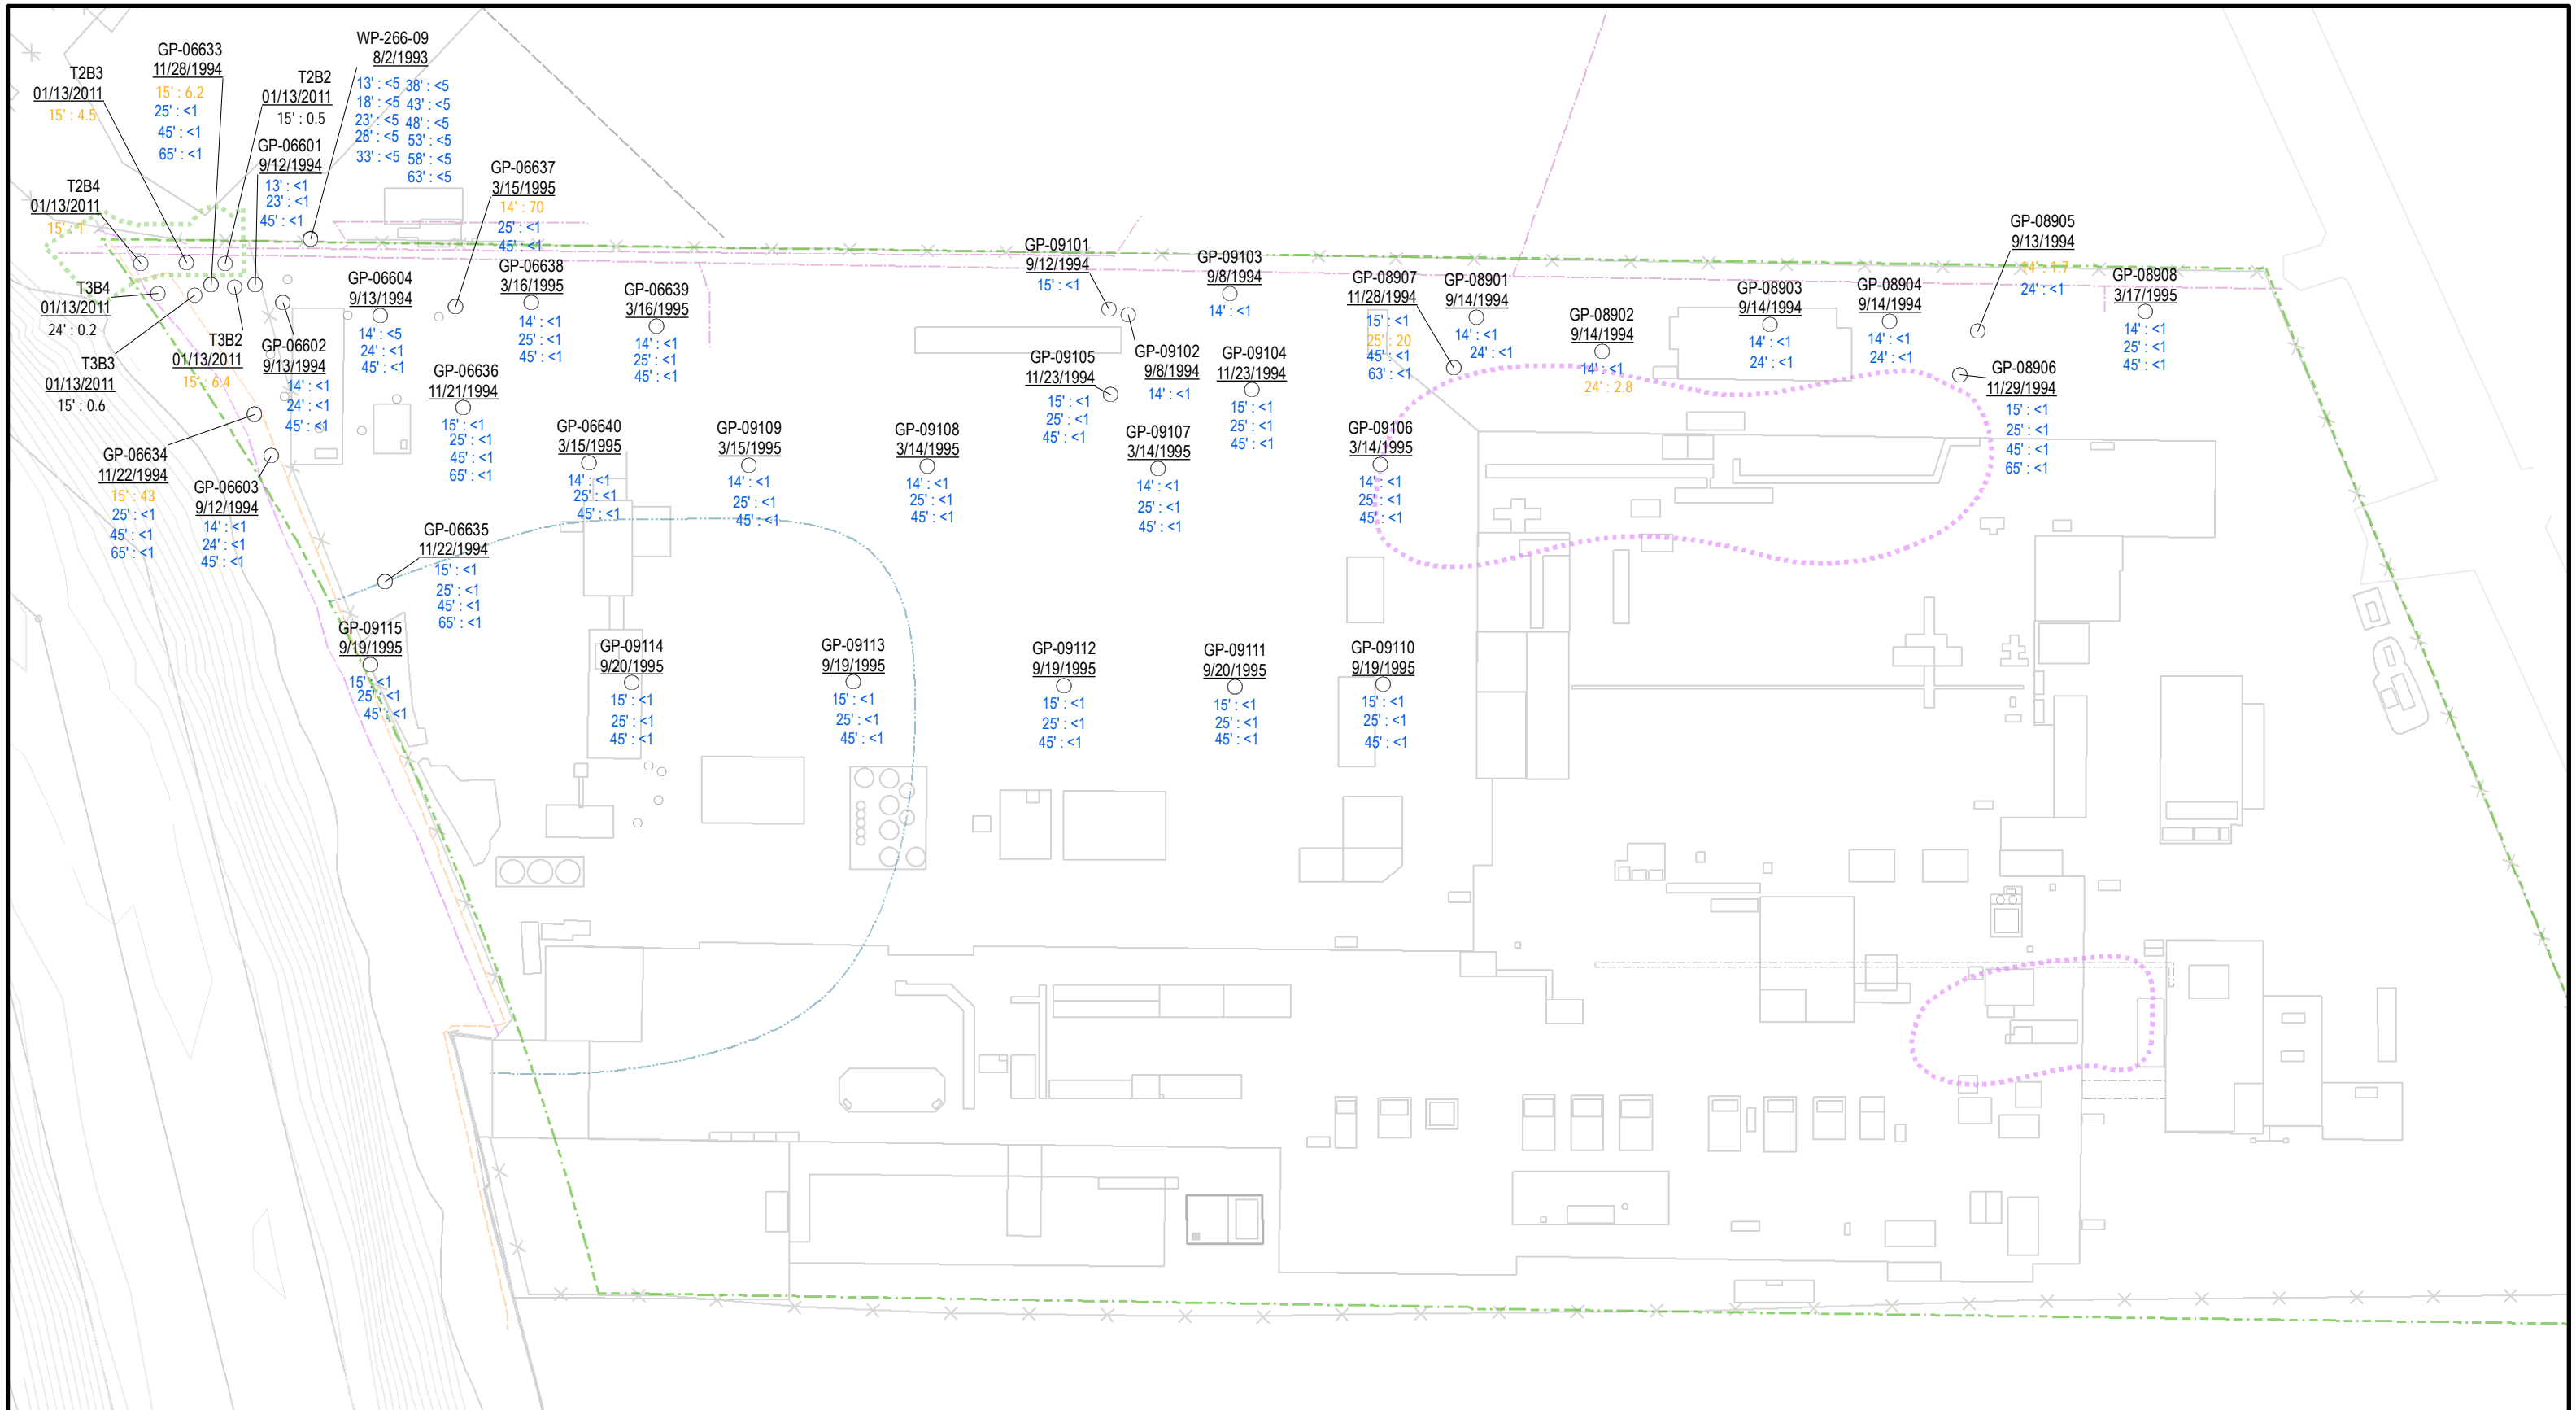 T2B3
01/13/2011
15' : 4.5
GP-06633
11/28/1994
15' : 6.2
25' : <1
45' : <1
65' : <1
T2B2
01/13/2011
15' : 0.5
WP-266-09
8/2/1993
13' : <5 38' : <5
18' : <5 43' : <5
23' : <5 48' : <5
28' : <5 53' : <5
33' : <5 58' : <5
63' : <5
GP-06601
9/12/1994
13' : <1
23' : <1
45' : <1
T2B4
01/13/2011
15' : 1
GP-06637
3/15/1995
14' : 70
25' : <1
45' : <1
GP-06638
3/16/1995
14' : <1
25' : <1
45' : <1
GP-06604
9/13/1994
14' : <5
24' : <1
45' : <1
GP-06639
3/16/1995
14' : <1
25' : <1
45' : <1
T3B4
01/13/2011
24' : 0.2
T3B3
01/13/2011
15' : 0.6
T3B2
01/13/2011
15' : 6.4
GP-06602
9/13/1994
14' : <1
24' : <1
45' : <1
GP-06636
11/21/1994
15' : <1
25' : <1
45' : <1
65' : <1
GP-06634
11/22/1994
15' : 43
25' : <1
45' : <1
65' : <1
GP-06603
9/12/1994
14' : <1
24' : <1
45' : <1
GP-06635
11/22/1994
15' : <1
25' : <1
45' : <1
65' : <1
GP-06640
3/15/1995
14' : <1
25' : <1
45' : <1
GP-09109
3/15/1995
14' : <1
25' : <1
45' : <1
GP-09108
3/14/1995
14' : <1
25' : <1
45' : <1
GP-09101
9/12/1994
15' : <1
GP-09103
9/8/1994
14' : <1
GP-09102
9/8/1994
14' : <1
GP-09105
11/23/1994
15' : <1
25' : <1
45' : <1
GP-09104
11/23/1994
15' : <1
25' : <1
45' : <1
GP-09107
3/14/1995
14' : <1
25' : <1
45' : <1
GP-09106
3/14/1995
14' : <1
25' : <1
45' : <1
GP-08907
11/28/1994
15' : <1
25' : 20
45' : <1
63' : <1
GP-08901
9/14/1994
14' : <1
24' : <1
GP-08902
9/14/1994
14' : <1
24' : 2.8
GP-08903
9/14/1994
14' : <1
24' : <1
GP-08904
9/14/1994
14' : <1
24' : <1
GP-08905
9/13/1994
14' : 1.7
24' : <1
GP-08908
3/17/1995
14' : <1
25' : <1
45' : <1
GP-08906
11/29/1994
15' : <1
25' : <1
45' : <1
65' : <1
GP-09115
9/19/1995
15' : <1
25' : <1
45' : <1
GP-09114
9/20/1995
15' : <1
25' : <1
45' : <1
GP-09113
9/19/1995
15' : <1
25' : <1
45' : <1
GP-09112
9/19/1995
15' : <1
25' : <1
45' : <1
GP-09111
9/20/1995
15' : <1
25' : <1
45' : <1
GP-09110
9/19/1995
15' : <1
25' : <1
45' : <1